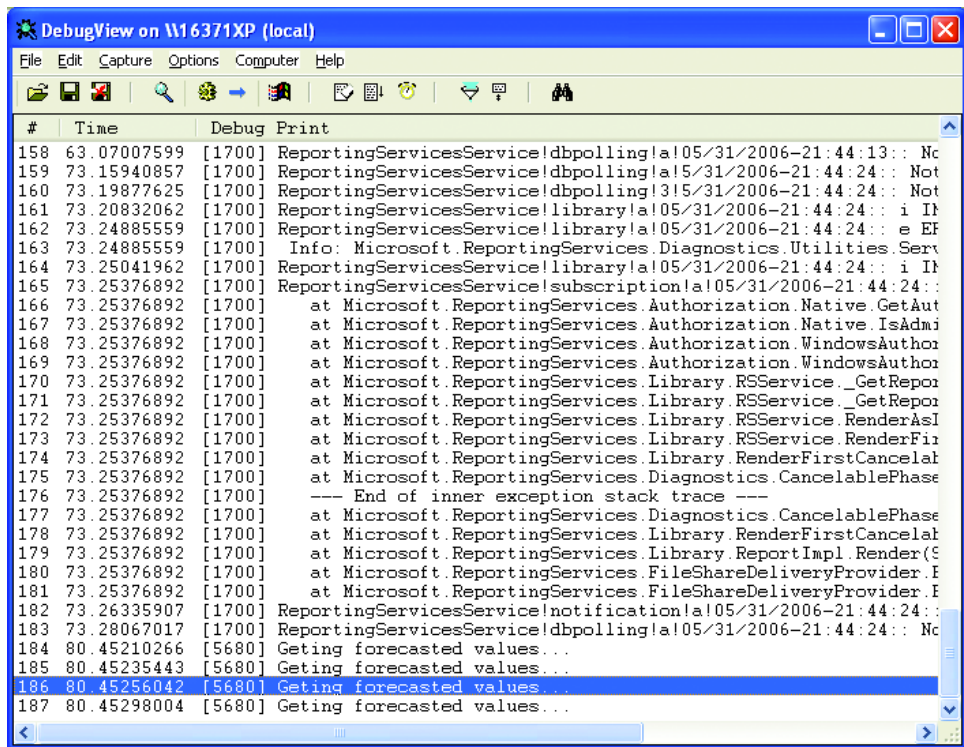 DebugView on \\16371XP (local)
File Edit Capture Options Computer Help
# Time Debug Print
158 63.07007599 [1700] ReportingServicesService!dbpolling!a!05/31/2006-21:44:13:: No
159 73.15940857 [1700] ReportingServicesService!dbpolling!a!5/31/2006-21:44:24:: Not
160 73.19877625 [1700] ReportingServicesService!dbpolling!3!5/31/2006-21:44:24:: Not
161 73.20832062 [1700] ReportingServicesService!library!a!05/31/2006-21:44:24:: i IN
162 73.24885559 [1700] ReportingServicesService!library!a!05/31/2006-21:44:24:: e ER
163 73.24885559 [1700] Info: Microsoft.ReportingServices.Diagnostics.Utilities.Serv
164 73.25041962 [1700] ReportingServicesService!library!a!05/31/2006-21:44:24:: i IN
165 73.25376892 [1700] ReportingServicesService!subscription!a!05/31/2006-21:44:24::
166 73.25376892 [1700] at Microsoft.ReportingServices.Authorization.Native.GetAut
167 73.25376892 [1700] at Microsoft.ReportingServices.Authorization.Native.IsAdmi
168 73.25376892 [1700] at Microsoft.ReportingServices.Authorization.WindowsAuthor
169 73.25376892 [1700] at Microsoft.ReportingServices.Authorization.WindowsAuthor
170 73.25376892 [1700] at Microsoft.ReportingServices.Library.RSService._GetRepor
171 73.25376892 [1700] at Microsoft.ReportingServices.Library.RSService._GetRepor
172 73.25376892 [1700] at Microsoft.ReportingServices.Library.RSService.RenderAsL
173 73.25376892 [1700] at Microsoft.ReportingServices.Library.RSService.RenderFir
174 73.25376892 [1700] at Microsoft.ReportingServices.Library.RenderFirstCancelab
175 73.25376892 [1700] at Microsoft.ReportingServices.Diagnostics.CancelablePhase
176 73.25376892 [1700] --- End of inner exception stack trace ---
177 73.25376892 [1700] at Microsoft.ReportingServices.Diagnostics.CancelablePhase
178 73.25376892 [1700] at Microsoft.ReportingServices.Library.RenderFirstCancelab
179 73.25376892 [1700] at Microsoft.ReportingServices.Library.ReportImpl.Render(S
180 73.25376892 [1700] at Microsoft.ReportingServices.FileShareDeliveryProvider.F
181 73.25376892 [1700] at Microsoft.ReportingServices.FileShareDeliveryProvider.F
182 73.26335907 [1700] ReportingServicesService!notification!a!05/31/2006-21:44:24::
183 73.28067017 [1700] ReportingServicesService!dbpolling!a!05/31/2006-21:44:24:: No
184 80.45210266 [5680] Geting forecasted values...
185 80.45235443 [5680] Geting forecasted values...
186 80.45256042 [5680] Geting forecasted values...
187 80.45298004 [5680] Geting forecasted values...